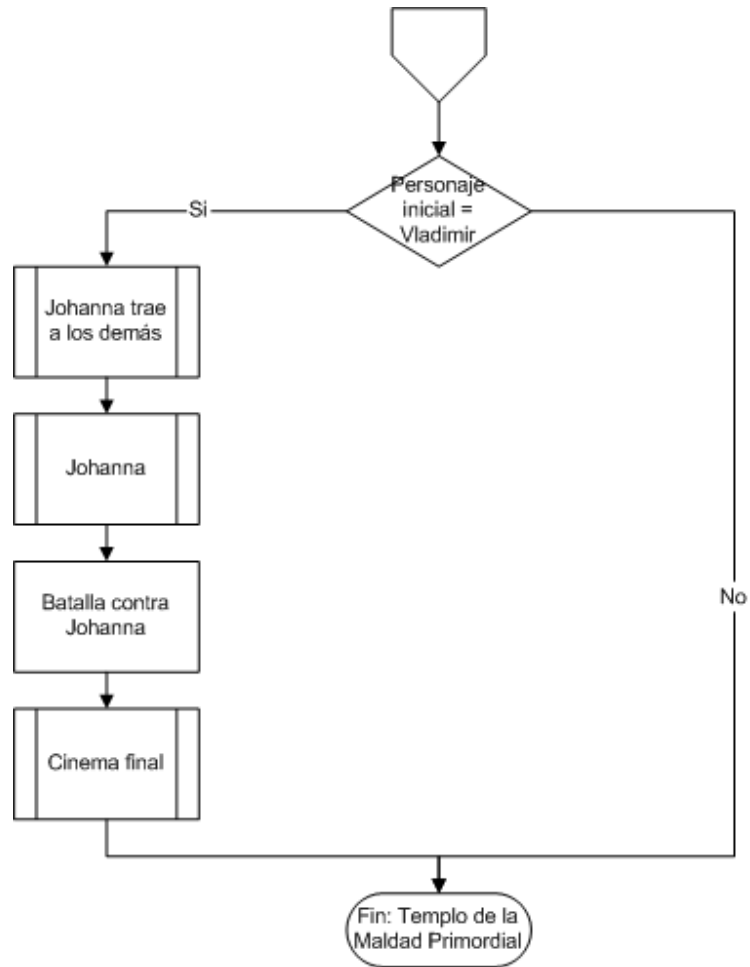 Personaje
inicial =
Vladimir
Si
Johanna trae
a los demás
Johanna
Batalla contra
Johanna
No
Cinema final
Fin: Templo de la
Maldad Primordial